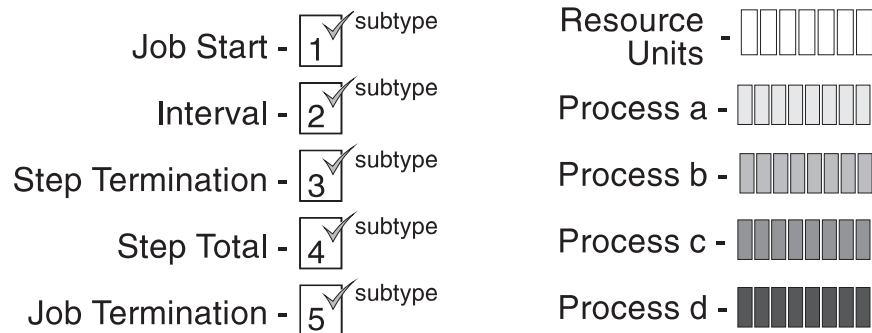 Job Start - 1 subtype
Interval - 2 subtype
Step Termination - 3 subtype
Step Total - 4 subtype
Job Termination - 5 subtype
Resource
Units -
Process a -
Process b -
Process c -
Process d -